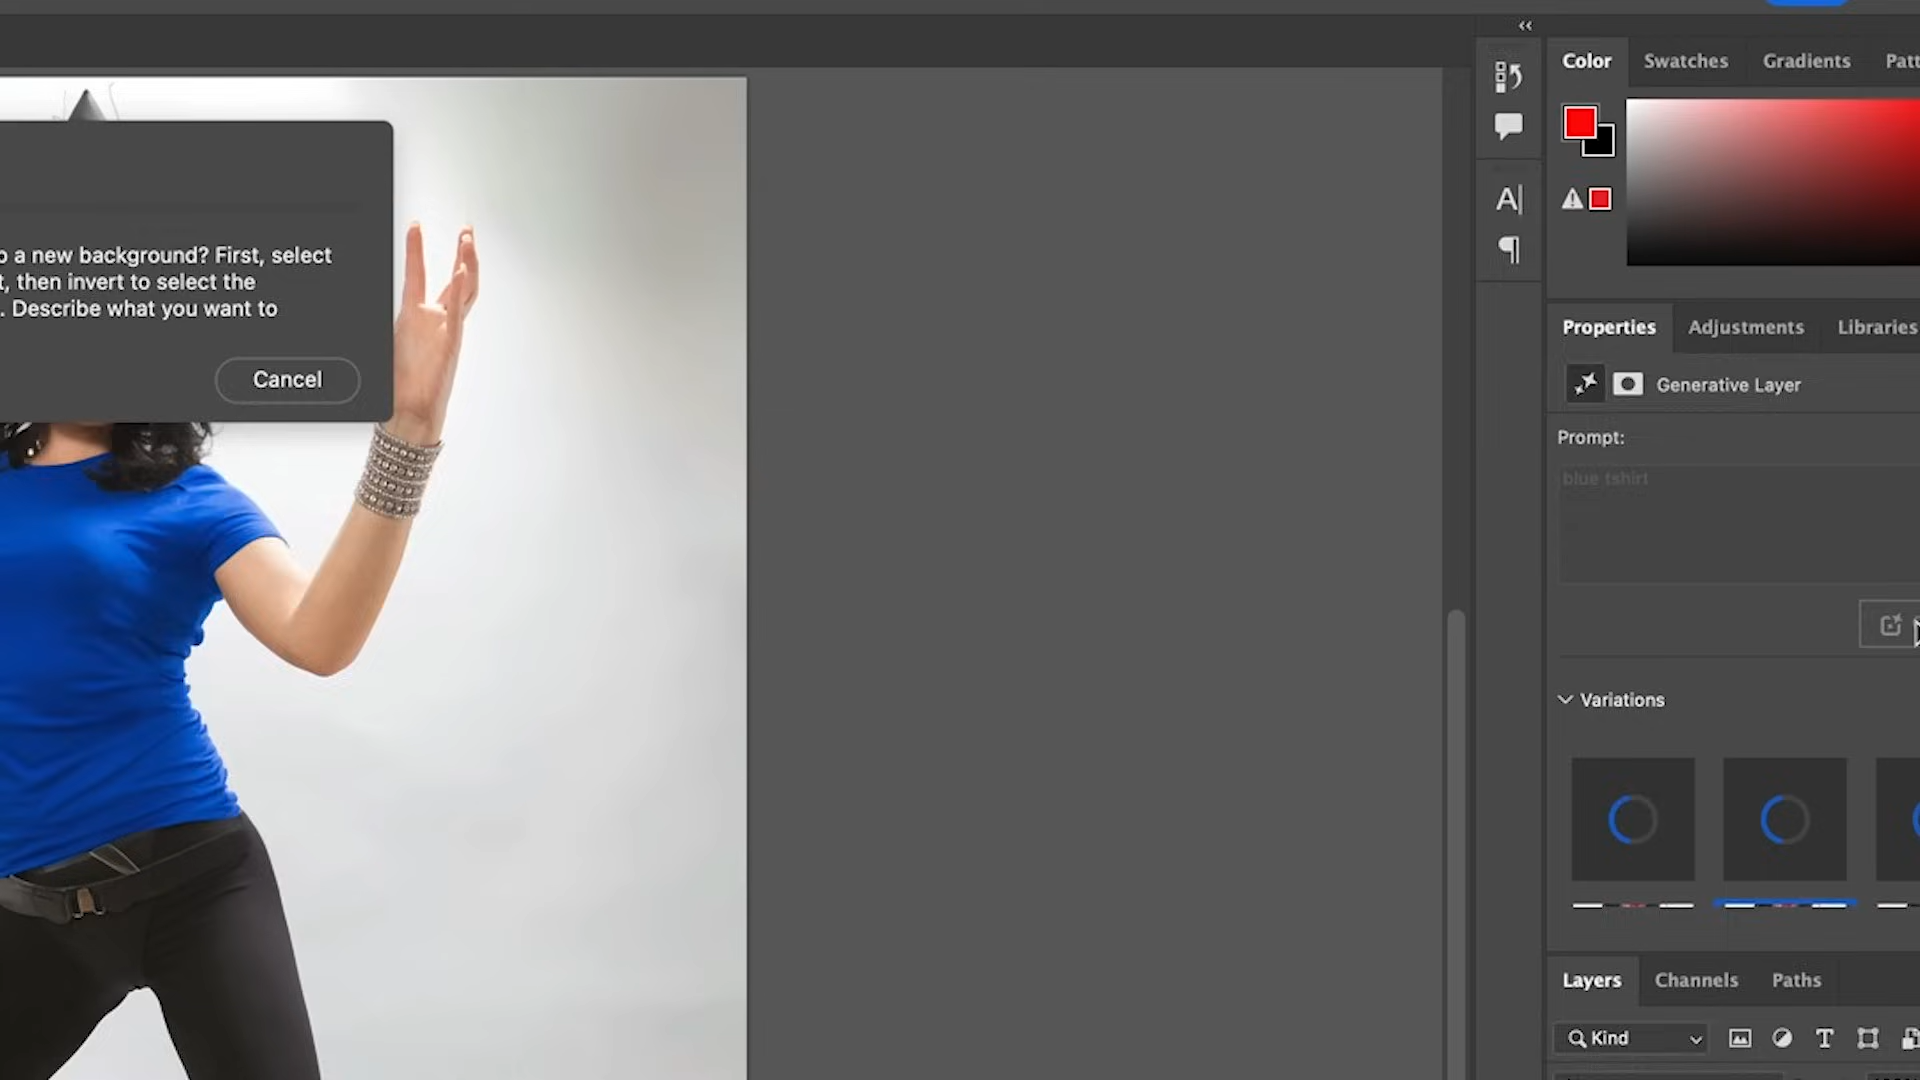 a new background? First, select
, then invert to select the
. Describe what you want to
Cancel
Color Swatches Gradients
Properties Adjustments Libraries
Generative Layer
Prompt:
blue tshirt
Variations
Layers Channels Paths
Kind